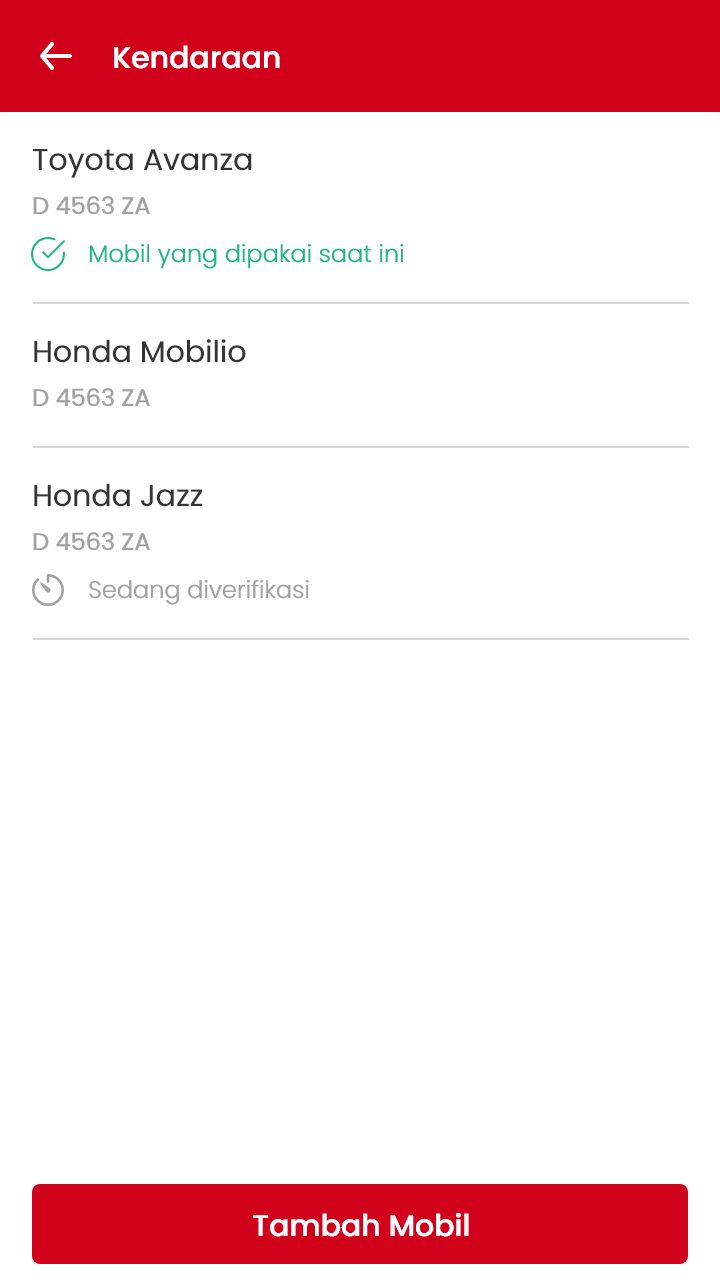 Kendaraan
Toyota Avanza
D 4563 ZA
Mobil yang dipakai saat ini
Honda Mobilio
D 4563 ZA
Honda Jazz
D 4563 ZA
Sedang diverifikasi
Tambah Mobil